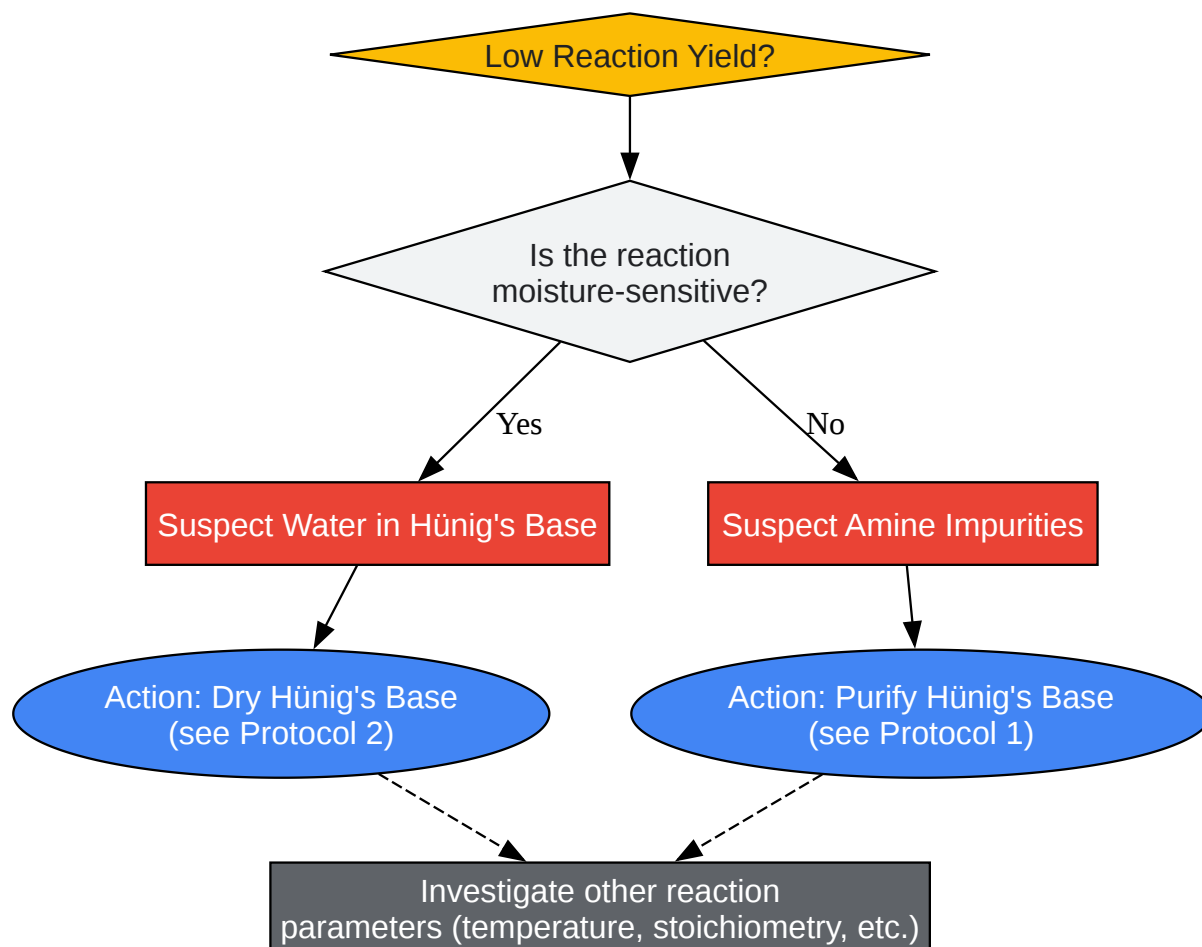 Low Reaction Yield?
Is the reaction
moisture-sensitive?
Yes
No
Suspect Water in Hünig's Base
Suspect Amine Impurities
Action: Dry Hünig's Base
(see Protocol 2)
Action: Purify Hünig's Base
(see Protocol 1)
Investigate other reaction
parameters (temperature, stoichiometry, etc.)